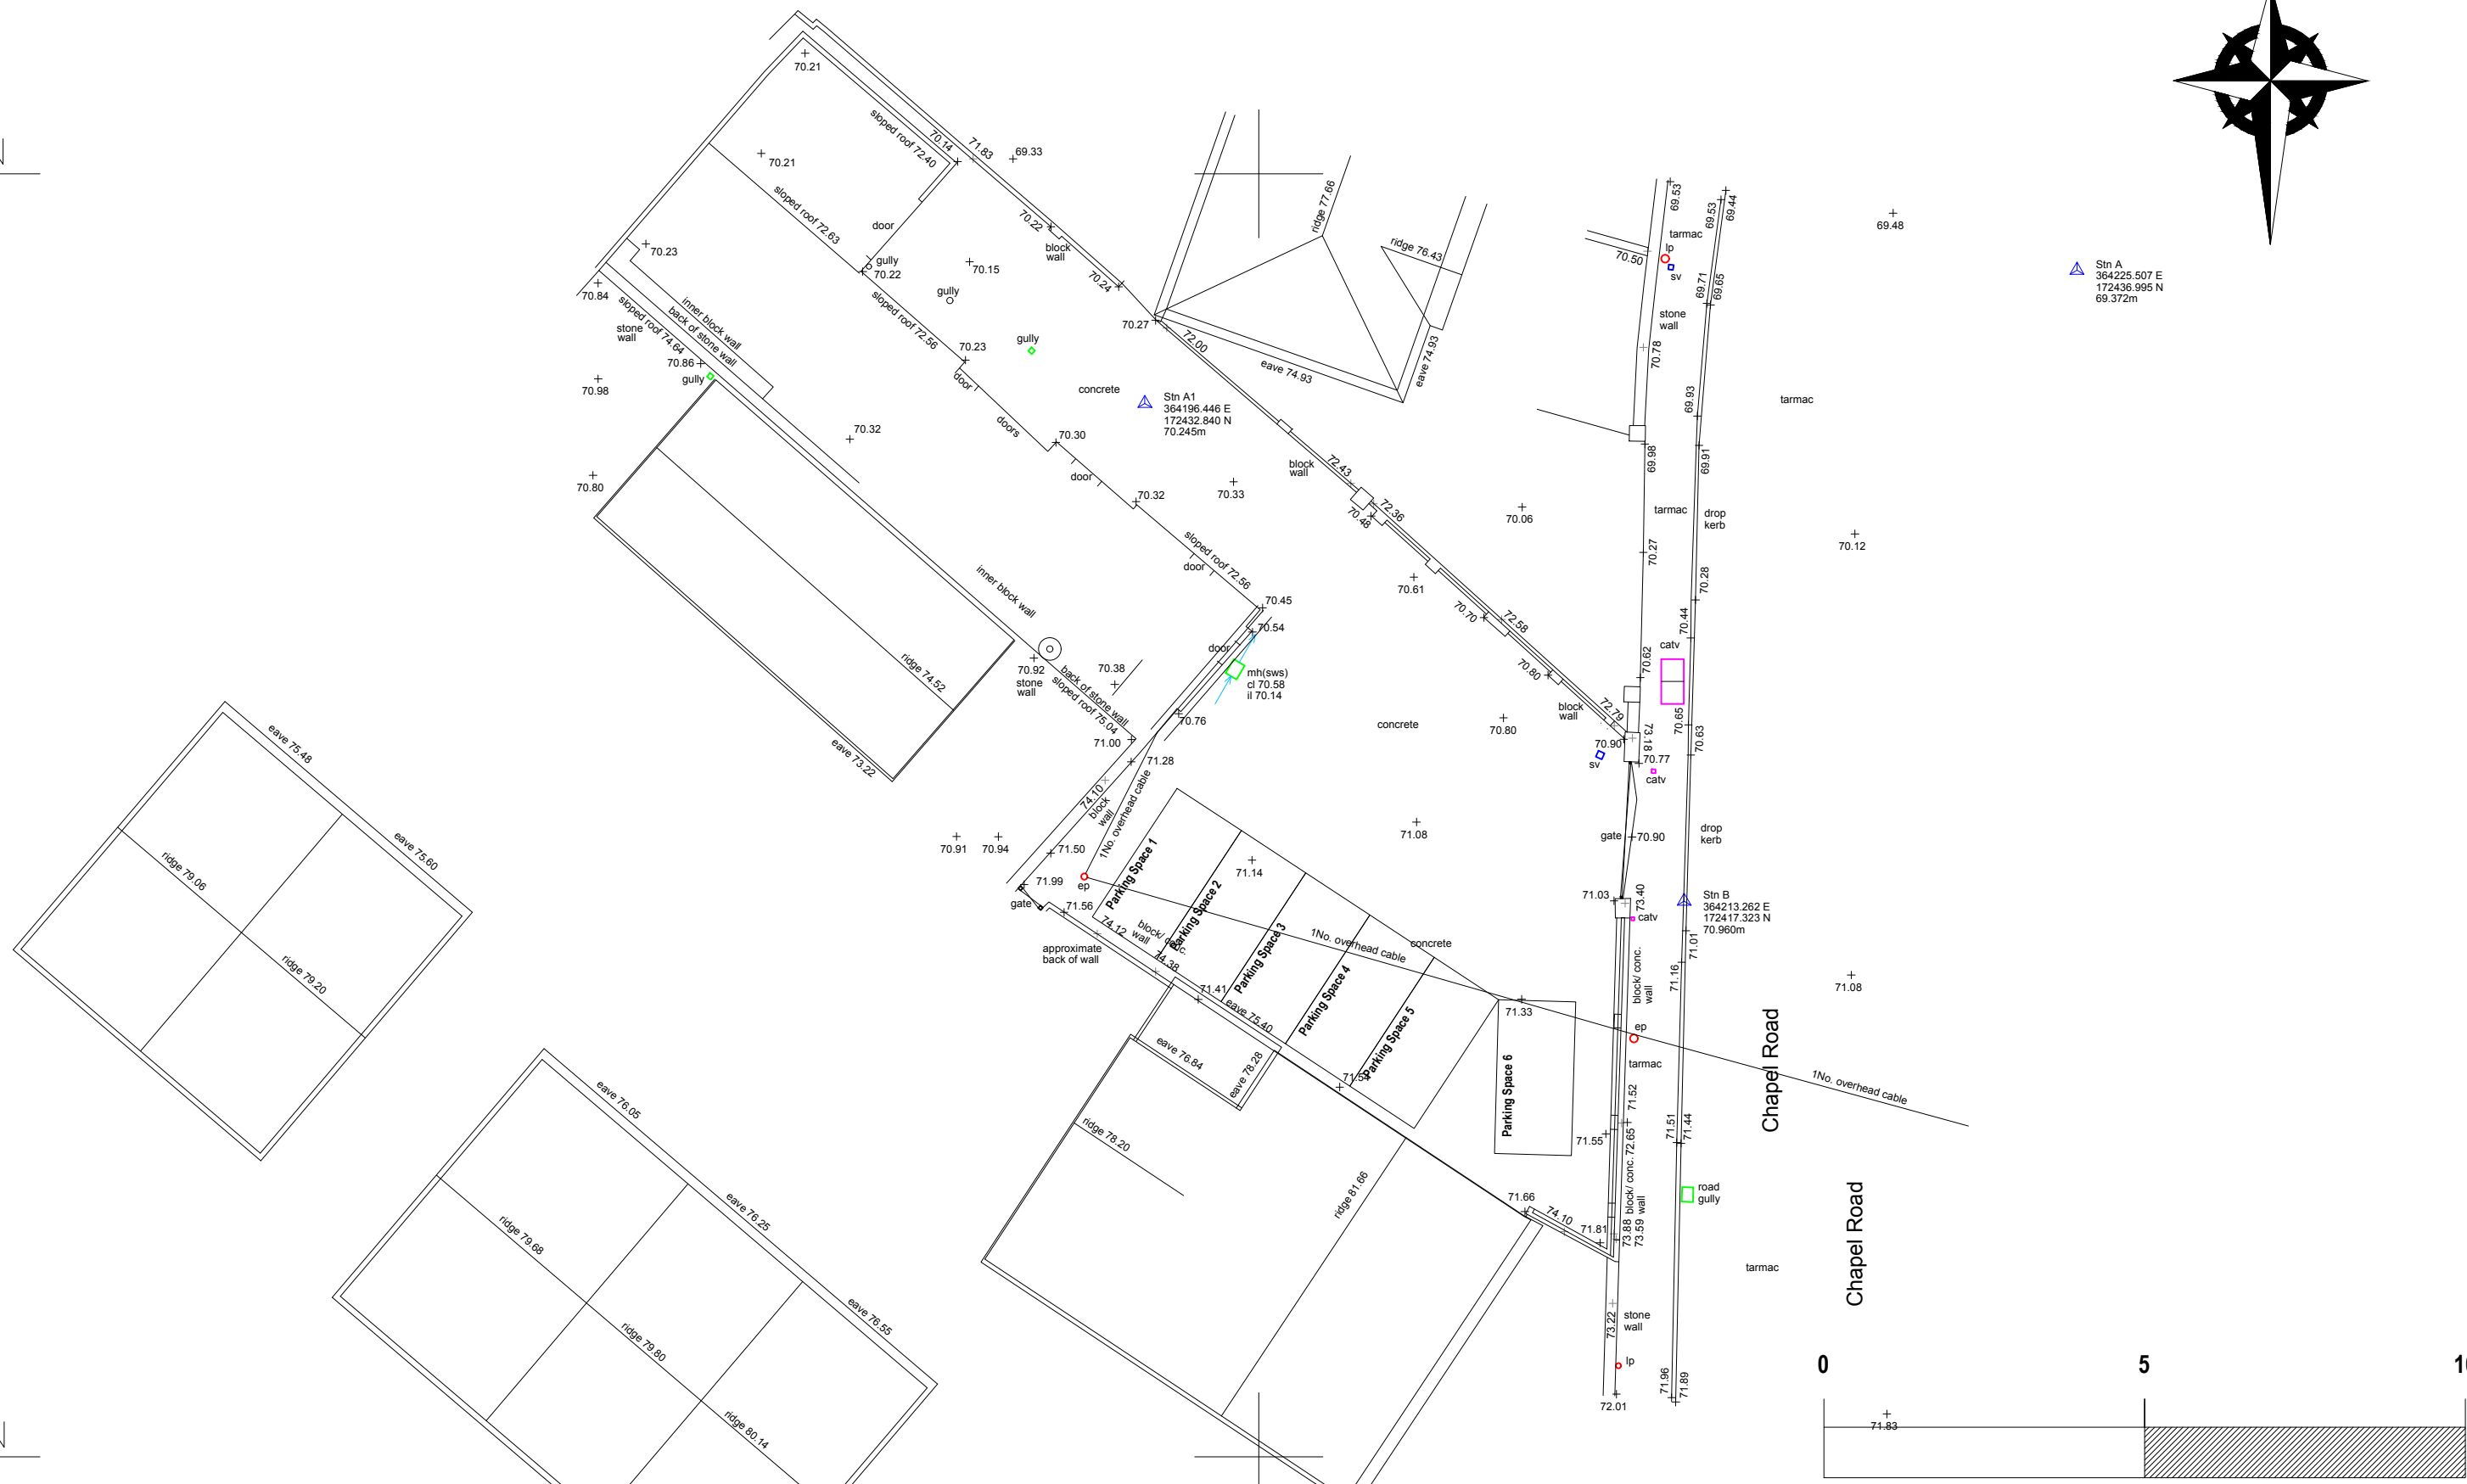 70.21
sloped roof 72.40
70.14
71.83
69.33
70.21
sloped roof 72.63
door
70.22
block
wall
70.23
gully
70.22
70.15
gully
70.24
ridge 77.66
ridge 76.43
70.50
69.53
tarmac
lp
sv
69.53
69.44
69.48
Stn A
364225.507 E
172436.995 N
69.372m
70.84
sloped roof 74.64
stone
wall
inner block wall
back of stone wall
sloped roof 72.56
70.86
gully
70.98
70.23
door
gully
70.27
72.00
eave 74.93
eave 74.93
69.71
69.65
stone
wall
70.78
concrete
Stn A1
364196.446 E
172432.840 N
70.245m
69.93
tarmac
doors
70.32
70.30
door
70.80
70.32
70.33
block
wall
72.43
72.36
70.48
70.06
69.98
69.91
tarmac
drop
kerb
70.12
70.27
sloped roof 72.56
door
70.61
70.28
inner block wall
70.45
70.54
door
70.70
72.58
70.44
catv
70.62
70.92
stone
wall
70.38
back of stone wall
sloped roof 75.04
mh(sws)
cl 70.58
il 70.14
70.80
ridge 74.52
eave 73.22
70.76
71.00
71.28
concrete
70.80
block
wall
72.79
70.90
sv
73.18
70.77
catv
70.65
70.63
eave 75.48
eave 75.60
ridge 79.06
ridge 79.20
74.10
block
wall
1No. overhead cable
70.91
70.94
71.50
71.99
gate
ep
71.56
Parking Space 1
71.14
71.08
gate
70.90
drop
kerb
71.03
73.40
catv
Stn B
364213.262 E
172417.323 N
70.960m
approximate
back of wall
74.12
block/ conc.
wall
Parking Space 2
74.38
Parking Space 3
1No. overhead cable
concrete
Parking Space 4
71.41
eave 75.40
71.33
block/ conc.
wall
71.01
71.16
71.08
Chapel Road
eave 76.84
eave 78.28
71.54
Parking Space 5
Parking Space 6
ep
tarmac
1No. overhead cable
eave 76.05
eave 76.25
eave 76.55
ridge 79.68
ridge 79.80
ridge 80.14
ridge 78.20
ridge 81.66
71.55
71.52
71.51
71.44
72.65
block/ conc.
wall
road
gully
Chapel Road
71.66
74.10
71.81
73.88
73.59
tarmac
73.22
stone
wall
lp
71.96
71.89
72.01
0
5
71.83